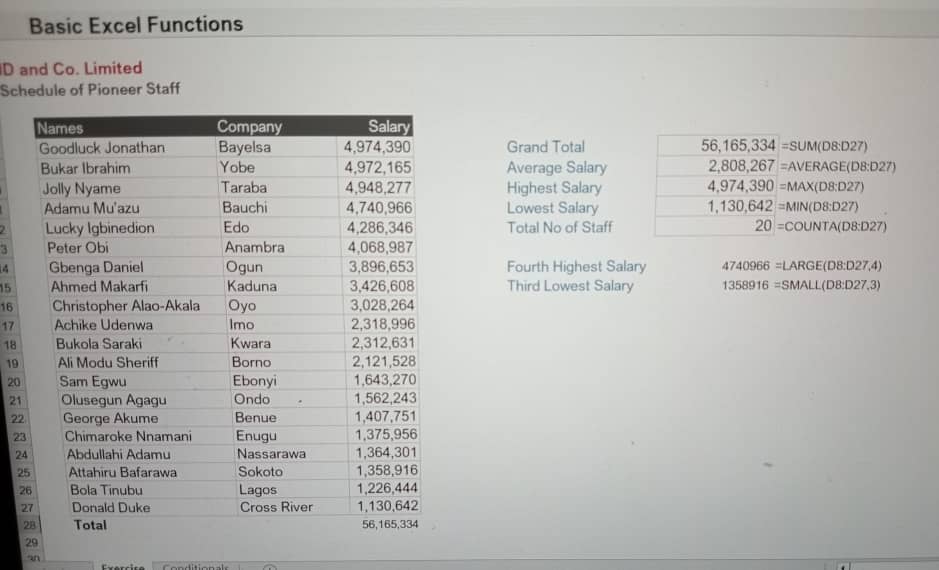 Basic Excel Functions
D and Co. Limited
Schedule of Pioneer Staff
Names Company Salary
Goodluck Jonathan Bayelsa 4,974,390 Grand Total 56,165,334 =SUM(D8:D27)
Bukar Ibrahim Yobe 4,972,165 Average Salary 2,808,267 =AVERAGE(D8:D27)
Jolly Nyame Taraba 4,948,277 Highest Salary 4,974,390 =MAX(D8:D27)
Adamu Mu'azu Bauchi 4,740,966 Lowest Salary 1,130,642 =MIN(D8:D27)
2 Lucky Igbinedion Edo 4,286,346 Total No of Staff 20 =COUNTA(D8:D27)
3 Peter Obi Anambra 4,068,987
14 Gbenga Daniel Ogun 3,896,653 Fourth Highest Salary 4740966 =LARGE(D8:D27,4)
15 Ahmed Makarfi Kaduna 3,426,608 Third Lowest Salary 1358916 =SMALL(D8:D27,3)
16 Christopher Alao-Akala Oyo 3,028,264
17 Achike Udenwa Imo 2,318,996
18 Bukola Saraki Kwara 2,312,631
19 Ali Modu Sheriff Borno 2,121,528
20 Sam Egwu Ebonyi 1,643,270
21 Olusegun Agagu Ondo 1,562,243
22 George Akume Benue 1,407,751
23 Chimaroke Nnamani Enugu 1,375,956
24 Abdullahi Adamu Nassarawa 1,364,301
25 Attahiru Bafarawa Sokoto 1,358,916
26 Bola Tinubu Lagos 1,226,444
27 Donald Duke Cross River 1,130,642
28 Total 56,165,334
29
30
Exercise Conditionals